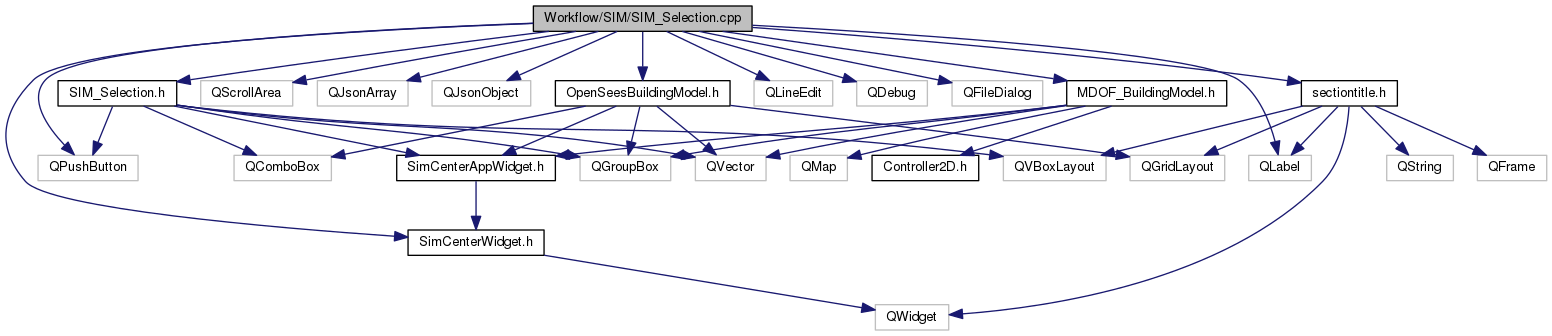 Workflow/SIM/SIM_Selection.cpp
SIM_Selection.h
QScrollArea
QJsonArray
QJsonObject
OpenSeesBuildingModel.h
QLineEdit
QDebug
QFileDialog
MDOF_BuildingModel.h
sectiontitle.h
QPushButton
QComboBox
SimCenterAppWidget.h
QGroupBox
QVector
QMap
Controller2D.h
QVBoxLayout
QGridLayout
QLabel
QString
QFrame
SimCenterWidget.h
QWidget